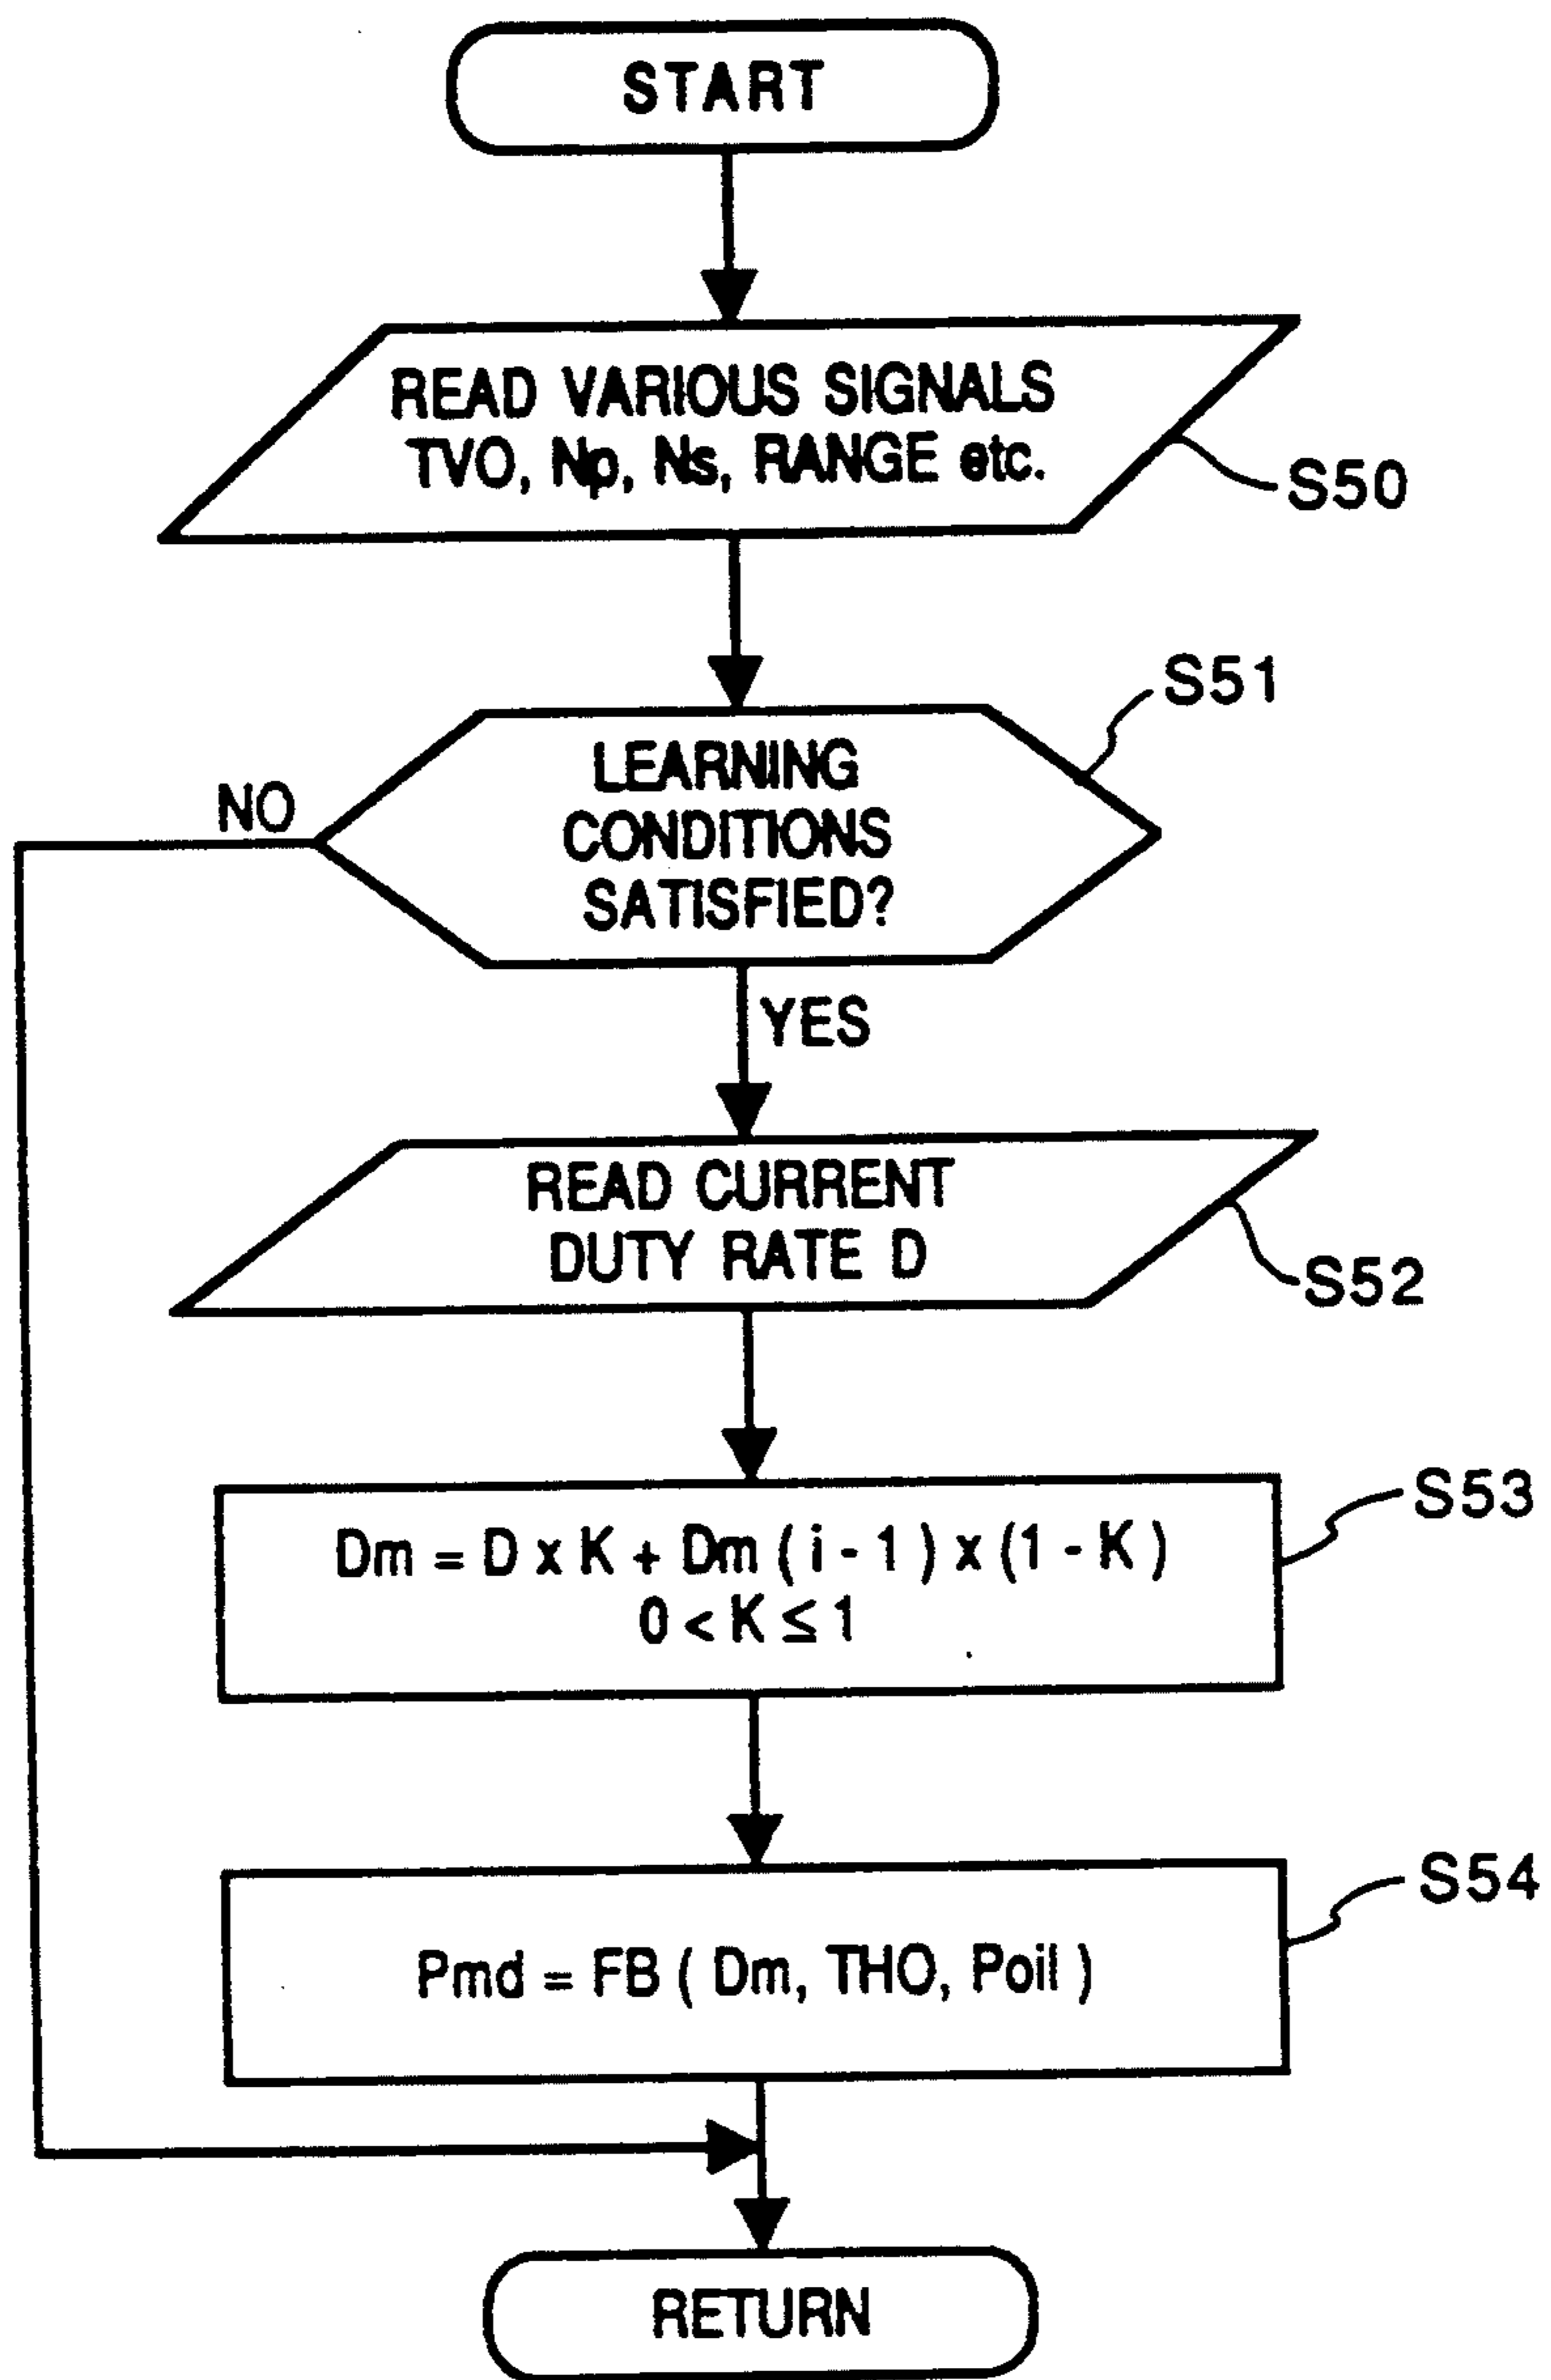 START
READ VARIOUS SIGNALS
TVO, Np, Ns, RANGE etc.
S50
S51
LEARNING
CONDITIONS
SATISFIED?
NO
YES
READ CURRENT
DUTY RATE D
S52
S53
Dm = D x K + Dm ( i - 1 ) x (1 - K )
0 < K ≤ 1
S54
Pmd = FB ( Dm, THO, Poil )
RETURN